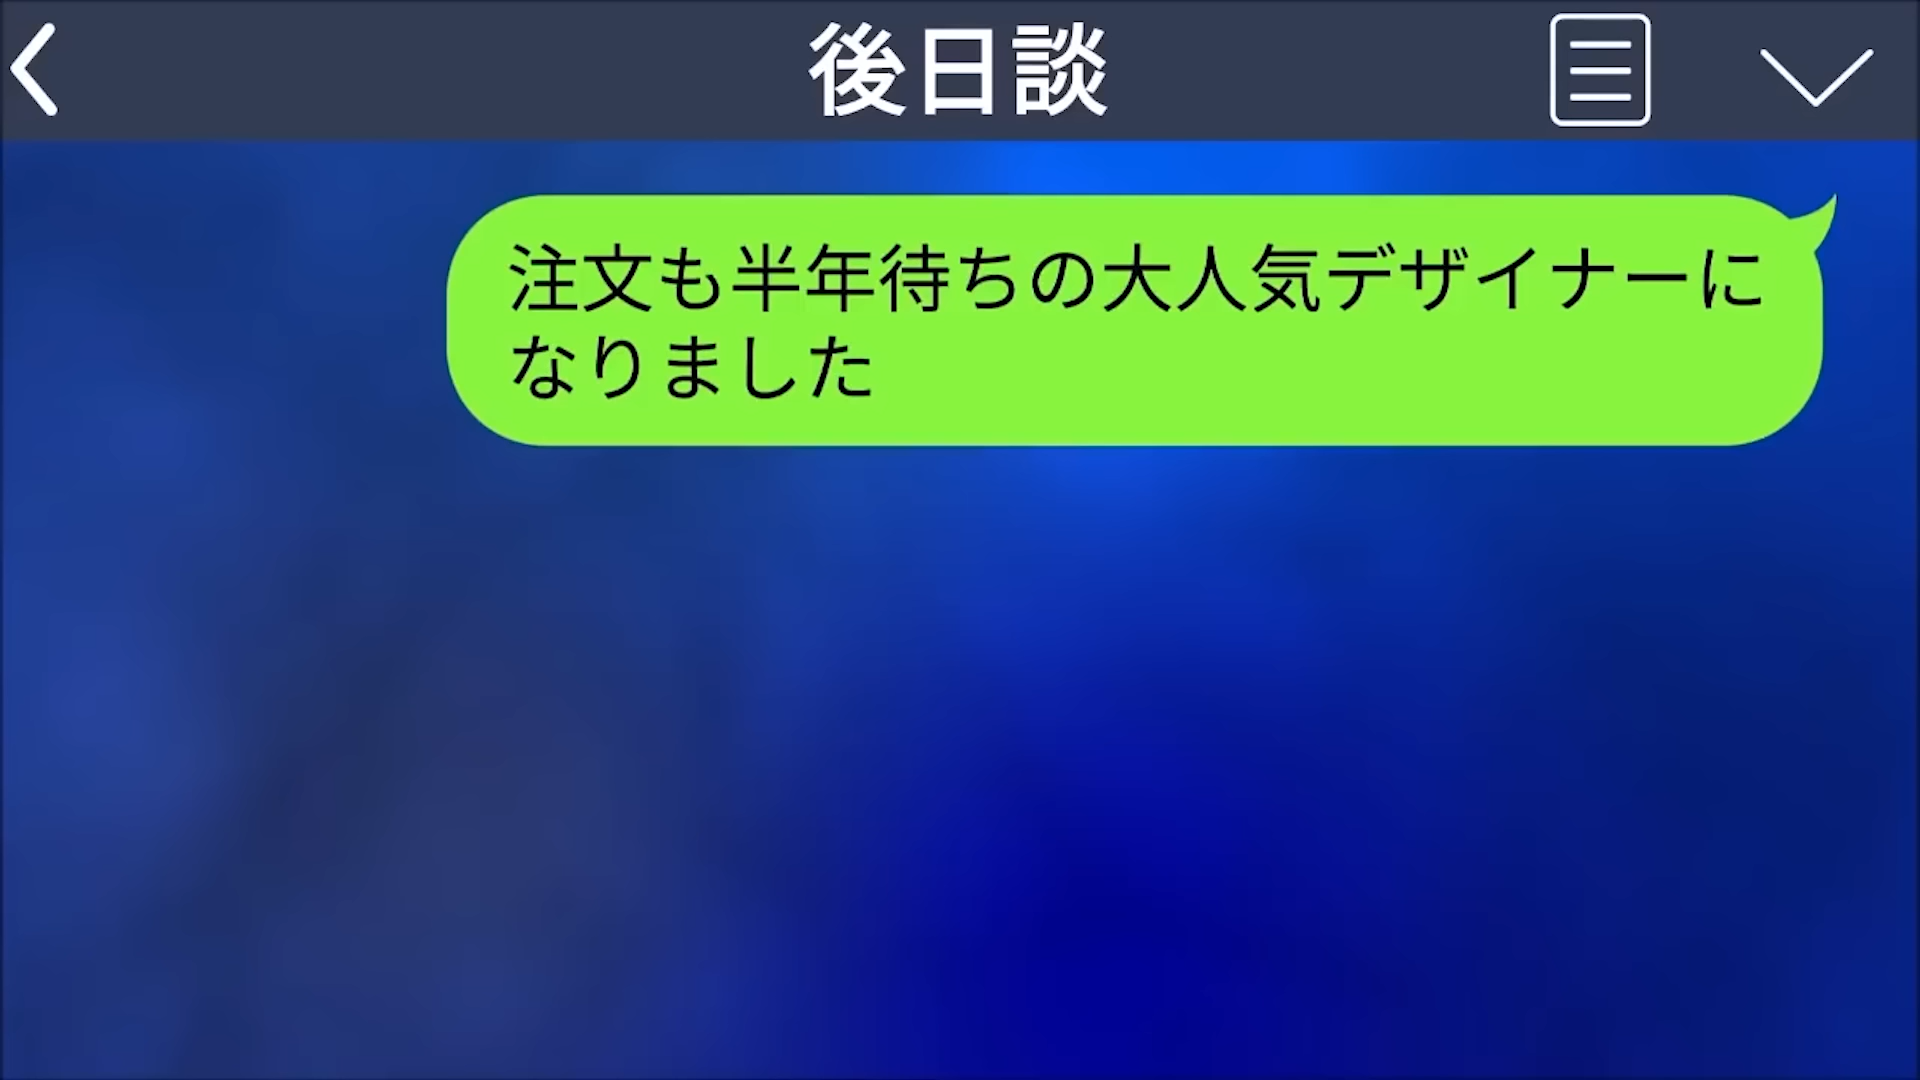 後日談
注文も半年待ちの大人気デザイナーに
なりました